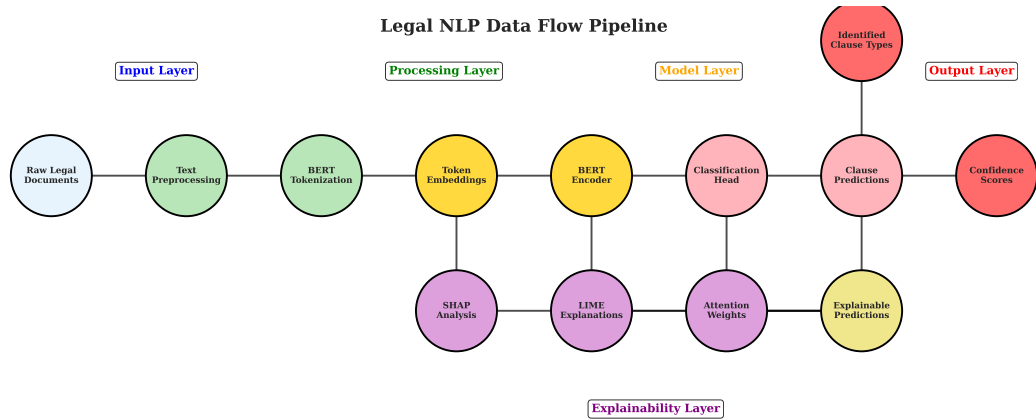 Legal NLP Data Flow Pipeline
Identified
Clause Types
Input Layer
Processing Layer
Model Layer
Output Layer
Raw Legal
Documents
Text
Preprocessing
BERT
Tokenization
Token
Embeddings
BERT
Encoder
Classification
Head
Clause
Predictions
Confidence
Scores
SHAP
Analysis
LIME
Explanations
Attention
Weights
Explainable
Predictions
Explainability Layer